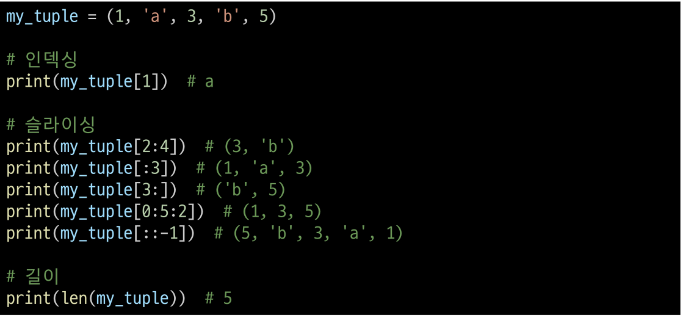 my_tuple = (1, 'a', 3, 'b', 5)
# 인덱싱
print(my_tuple[1])  # a
# 슬라이싱
print(my_tuple[2:4])  # (3, 'b')
print(my_tuple[:3])  # (1, 'a', 3)
print(my_tuple[3:])  # ('b', 5)
print(my_tuple[0:5:2])  # (1, 3, 5)
print(my_tuple[::-1])  # (5, 'b', 3, 'a', 1)
# 길이
print(len(my_tuple))  # 5